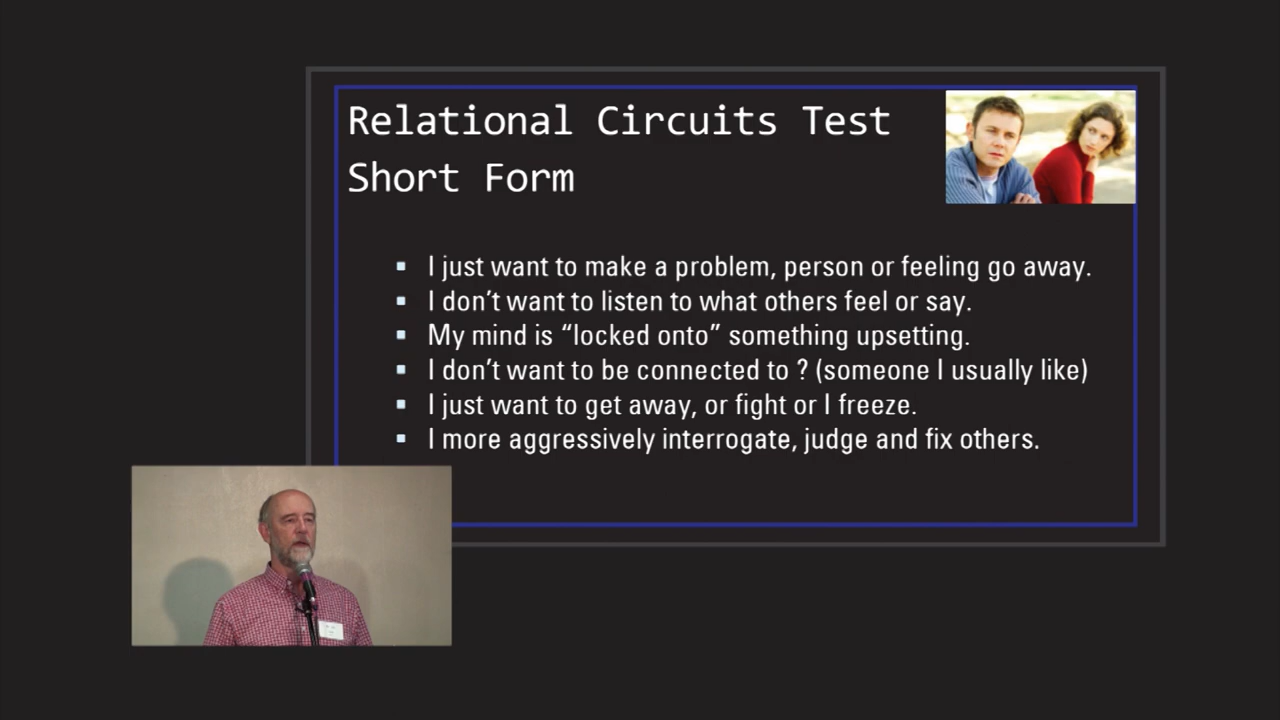 Relational Circuits Test
Short Form
▪ I just want to make a problem, person or feeling go away.
▪ I don’t want to listen to what others feel or say.
▪ My mind is “locked onto” something upsetting.
▪ I don’t want to be connected to ? (someone I usually like)
▪ I just want to get away, or fight or I freeze.
▪ I more aggressively interrogate, judge and fix others.